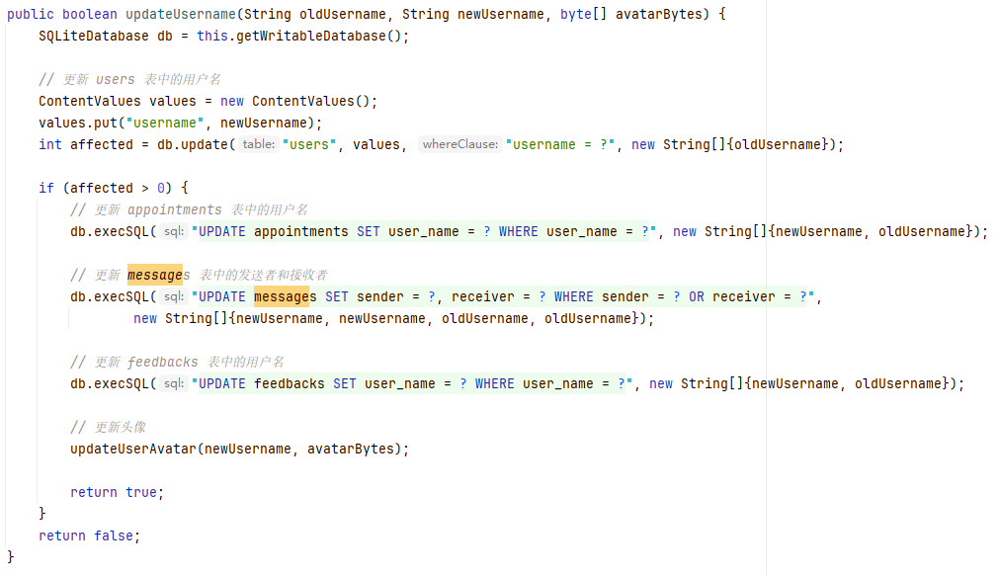 public boolean updateUsername(String oldUsername, String newUsername, byte[] avatarBytes) {
SQLiteDatabase db = this.getWritableDatabase();
// 更新 users 表中的用户名
ContentValues values = new ContentValues();
values.put("username", newUsername);
int affected = db.update( table: "users", values, whereClause: "username = ?", new String[]{oldUsername});
if (affected > 0) {
// 更新 appointments 表中的用户名
db.execSQL( sql: "UPDATE appointments SET user_name = ? WHERE user_name = ?", new String[]{newUsername, oldUsername});
// 更新 messages 表中的发送者和接收者
db.execSQL( sql: "UPDATE messages SET sender = ?, receiver = ? WHERE sender = ? OR receiver = ?",
new String[]{newUsername, newUsername, oldUsername, oldUsername});
// 更新 feedbacks 表中的用户名
db.execSQL( sql: "UPDATE feedbacks SET user_name = ? WHERE user_name = ?", new String[]{newUsername, oldUsername});
// 更新头像
updateUserAvatar(newUsername, avatarBytes);
return true;
}
return false;
}